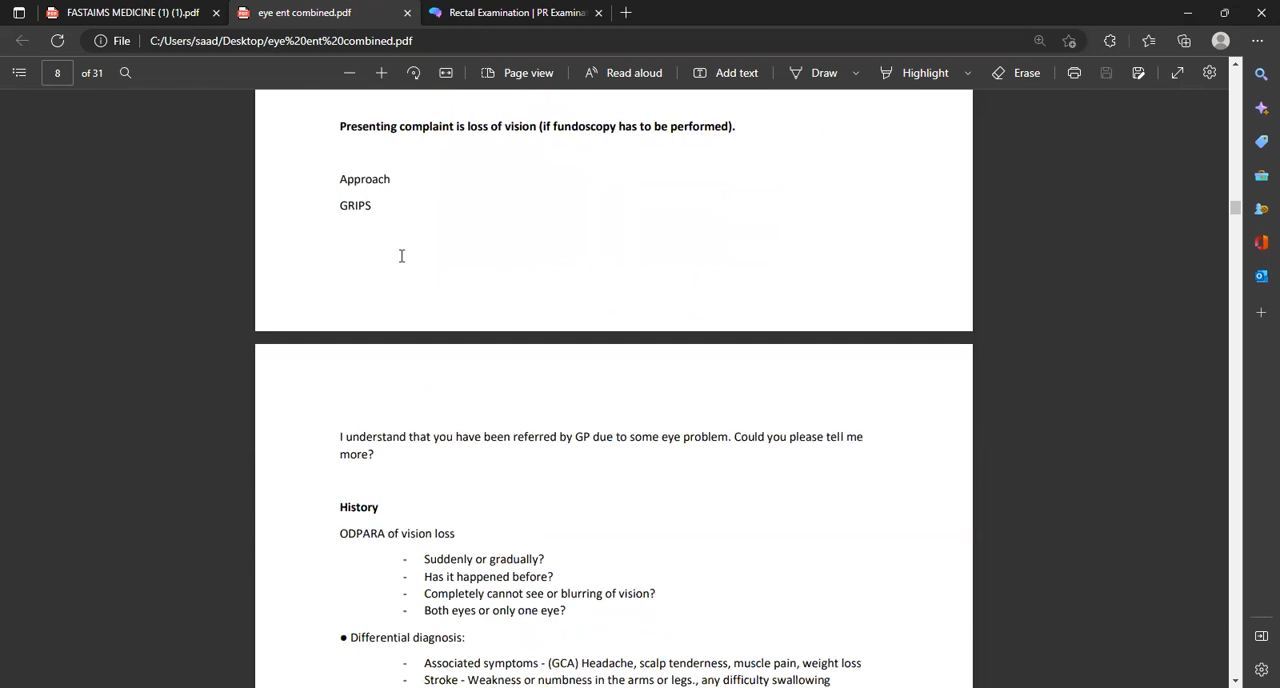 FASTAIMS MEDICINE (1) (1).pdf
eye ent combined.pdf
Rectal Examination | PR Examina
File
C:/Users/saad/Desktop/eye%20ent%20combined.pdf
8 of 31
Page view
Read aloud
Add text
Draw
Highlight
Erase
Presenting complaint is loss of vision (if fundoscopy has to be performed).
Approach
GRIPS
I understand that you have been referred by GP due to some eye problem. Could you please tell me
more?
History
ODPARA of vision loss
- Suddenly or gradually?
- Has it happened before?
- Completely cannot see or blurring of vision?
- Both eyes or only one eye?
● Differential diagnosis:
- Associated symptoms - (GCA) Headache, scalp tenderness, muscle pain, weight loss
- Stroke - Weakness or numbness in the arms or legs., any difficulty swallowing